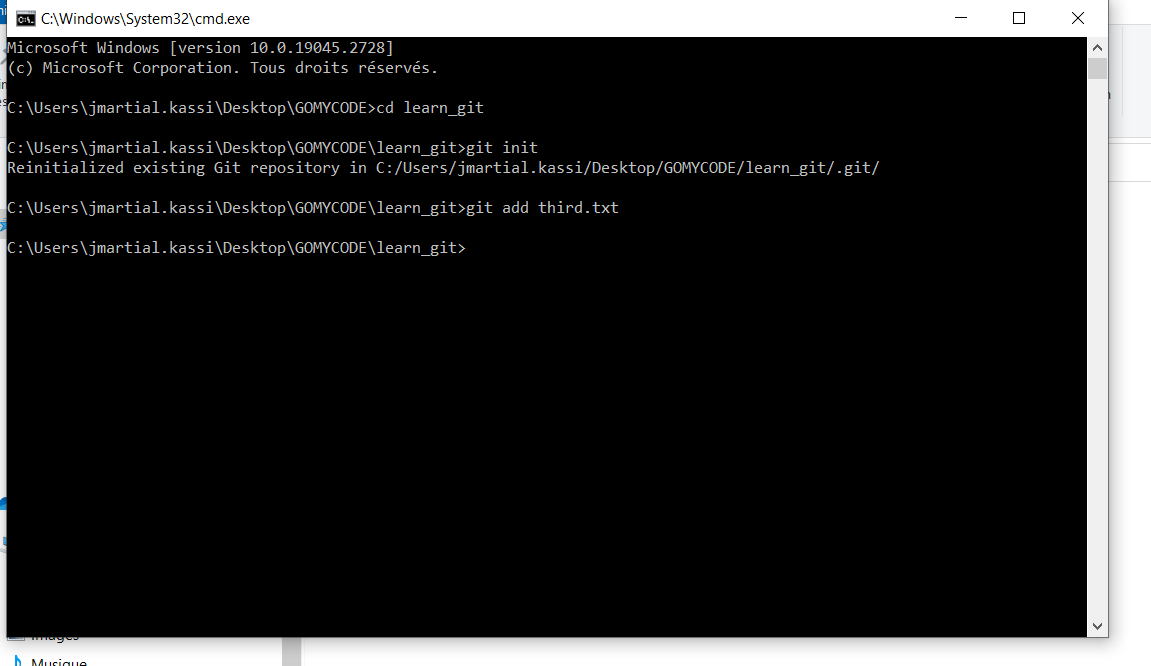 C:\Windows\System32\cmd.exe
Microsoft Windows [version 10.0.19045.2728]
(c) Microsoft Corporation. Tous droits réservés.
C:\Users\jmartial.kassi\Desktop\GOMYCODE>cd learn_git
C:\Users\jmartial.kassi\Desktop\GOMYCODE\learn_git>git init
Reinitialized existing Git repository in C:/Users/jmartial.kassi/Desktop/GOMYCODE/learn_git/.git/
C:\Users\jmartial.kassi\Desktop\GOMYCODE\learn_git>git add third.txt
C:\Users\jmartial.kassi\Desktop\GOMYCODE\learn_git>
Images
Musique